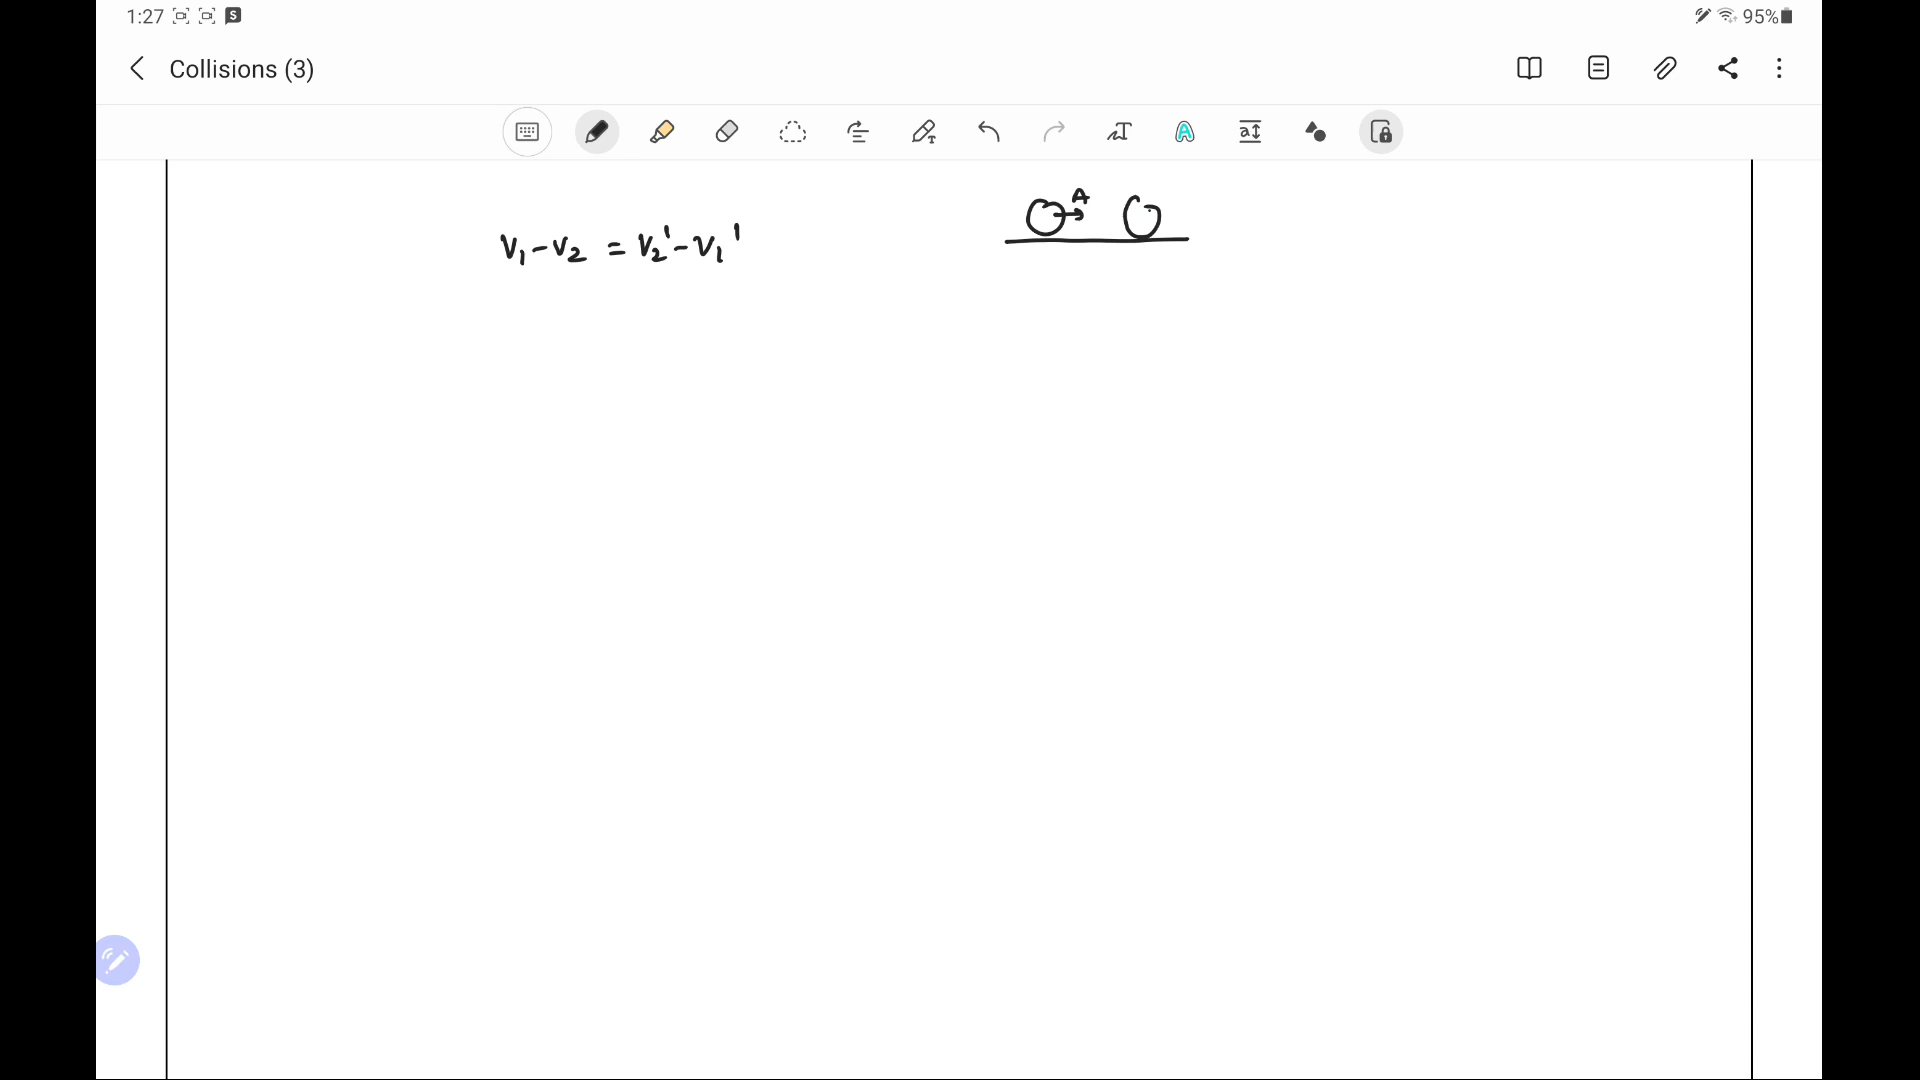 1:27 S 95%
Collisions (3)
A
V₁ - V₂ = V₂' - V₁'